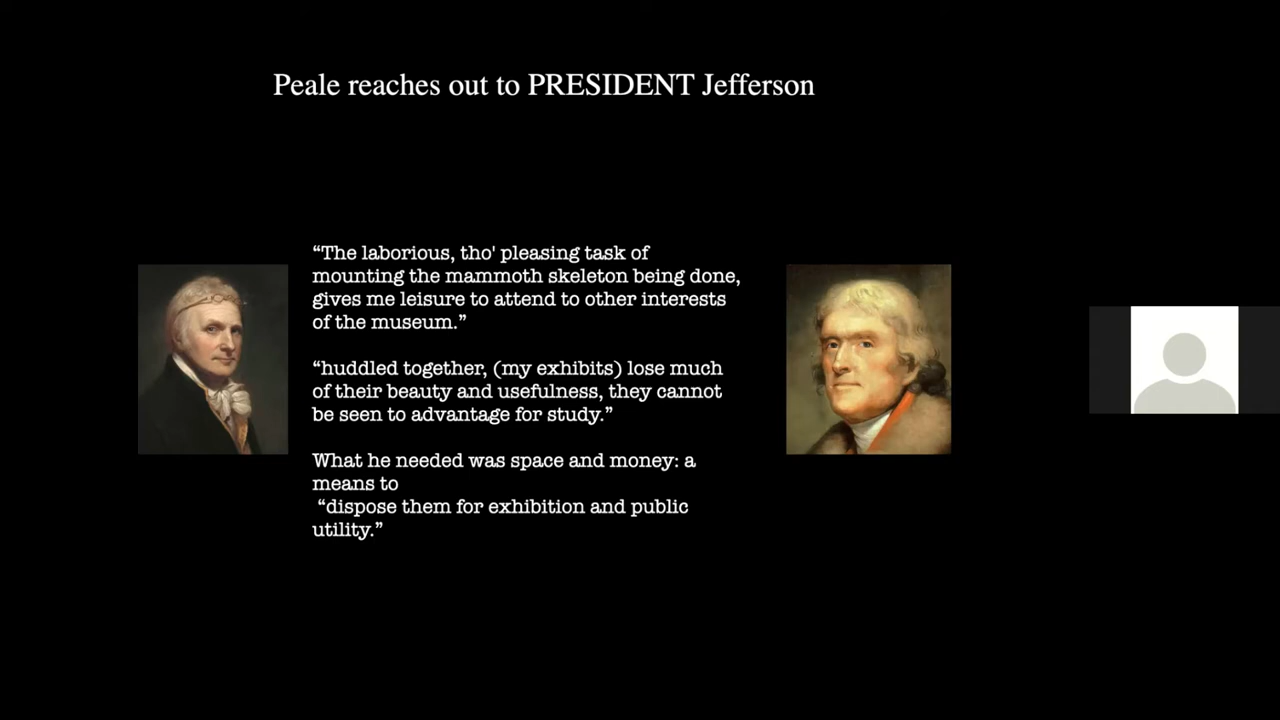 Peale reaches out to PRESIDENT Jefferson
“The laborious, tho' pleasing task of
mounting the mammoth skeleton being done,
gives me leisure to attend to other interests
of the museum.”
“huddled together, (my exhibits) lose much
of their beauty and usefulness, they cannot
be seen to advantage for study.”
What he needed was space and money: a
means to
“dispose them for exhibition and public
utility.”